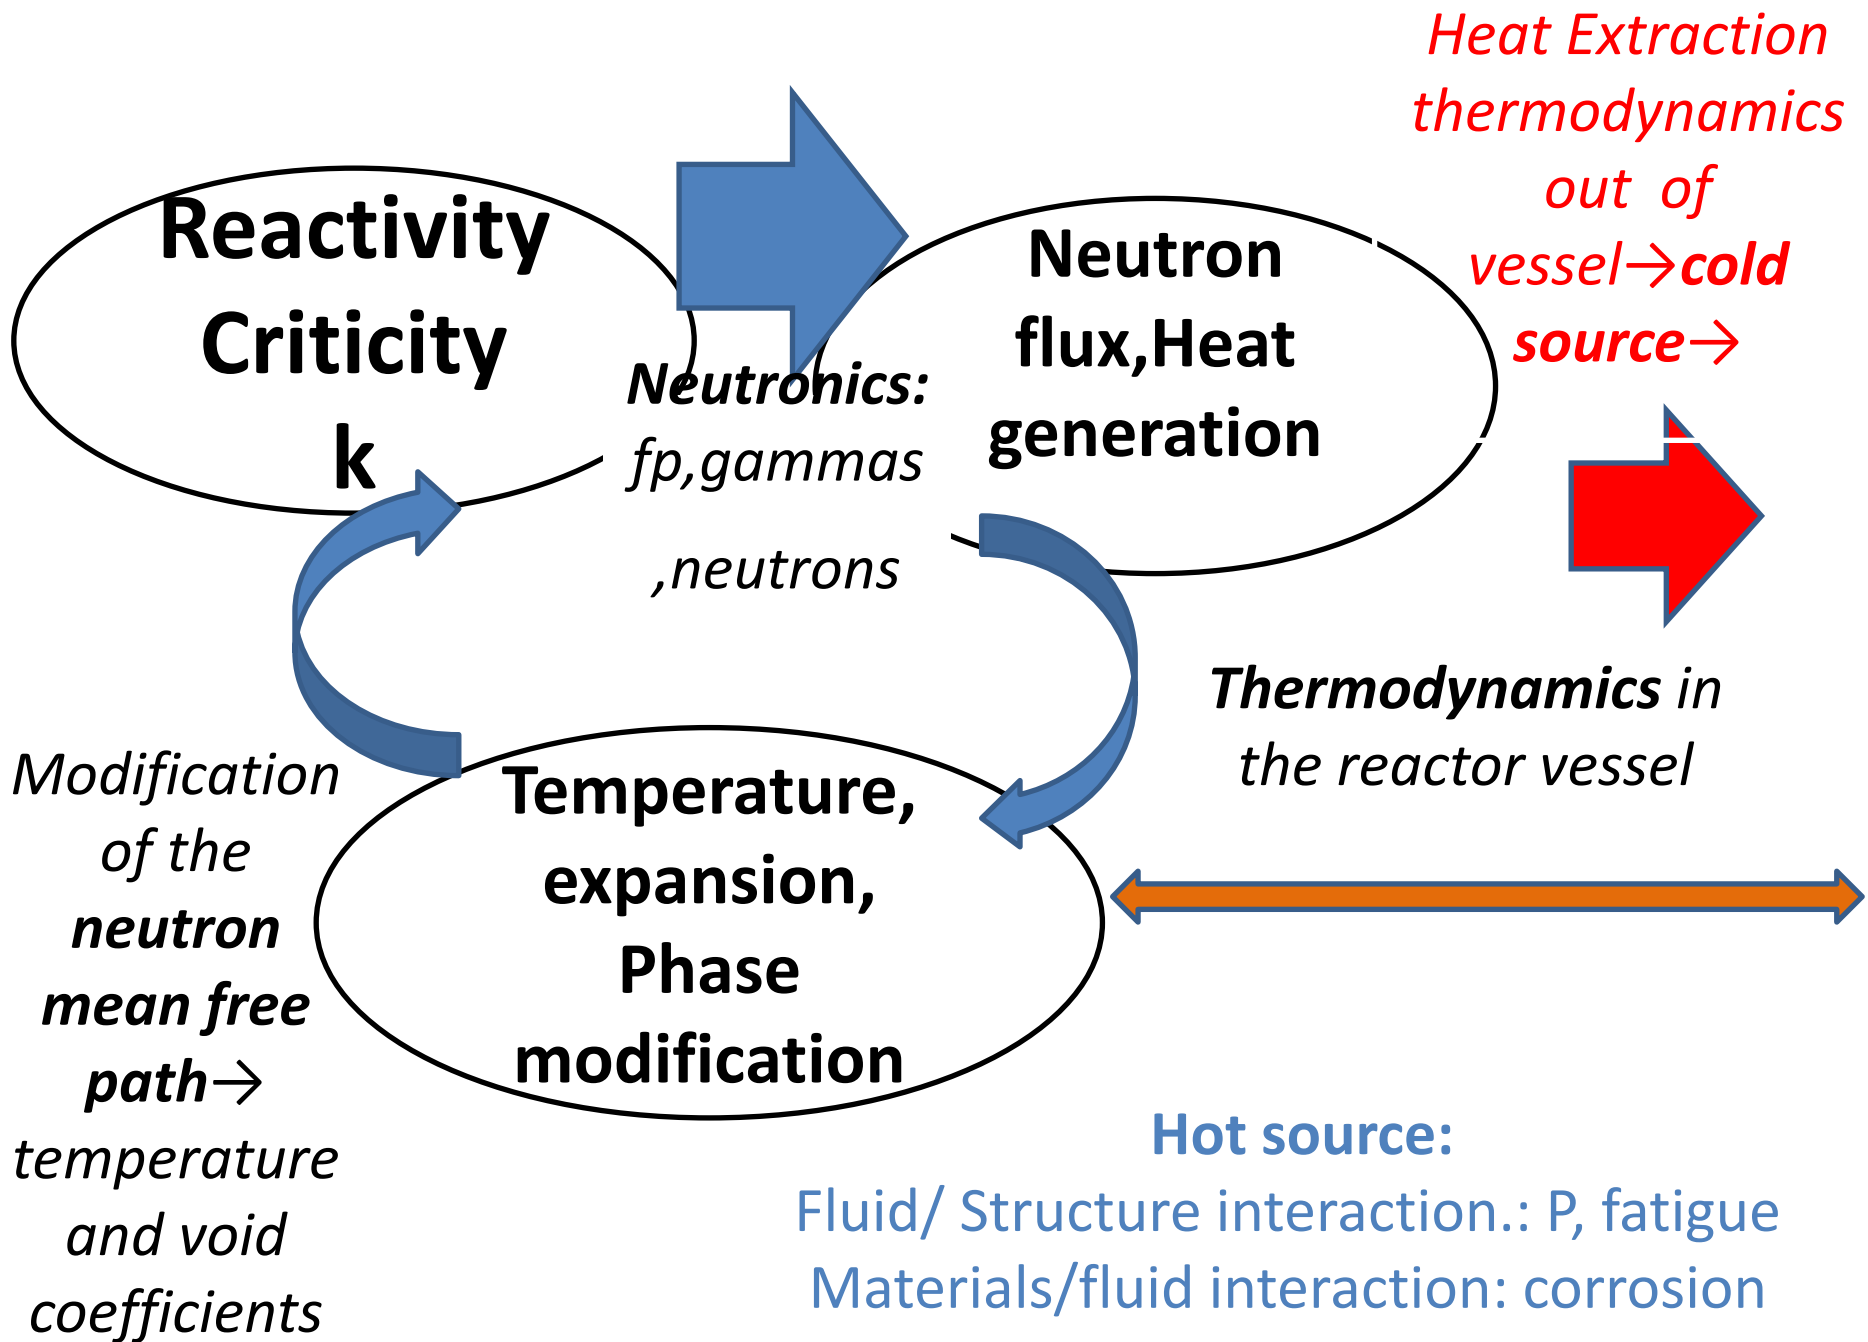 Heat Extraction
thermodynamics
out of
vessel→cold
source→
Reactivity
Criticity
k
Neutron
flux,Heat
generation
Neutronics:
fp,gammas
,neutrons
Thermodynamics in
the reactor vessel
Modification
of the
neutron
mean free
path→
temperature
and void
coefficients
Temperature,
expansion,
Phase
modification
Hot source:
Fluid/ Structure interaction.: P, fatigue
Materials/fluid interaction: corrosion